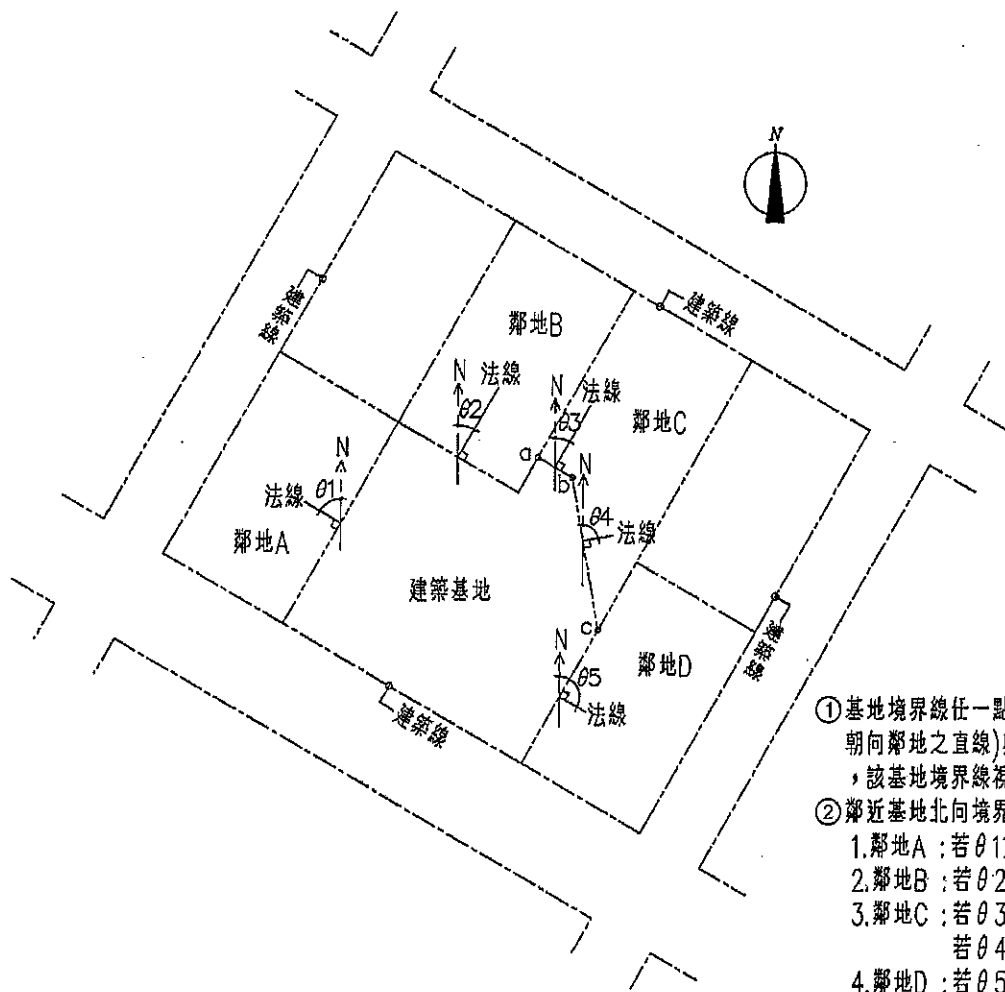 N
建築線
建築線
鄰地B
N
法線
θ2
N
法線
θ3
鄰地C
a
b
N
θ1
法線
N
θ4
法線
鄰地A
建築基地
c
N
θ5
鄰地D
法線
建築線
建築線
①基地境界線任一點
朝向鄰地之直線)
，該基地境界線
②鄰近基地北向境界
1.鄰地A：若θ1
2.鄰地B：若θ2
3.鄰地C：若θ3
若θ4
4.鄰地D：若θ5